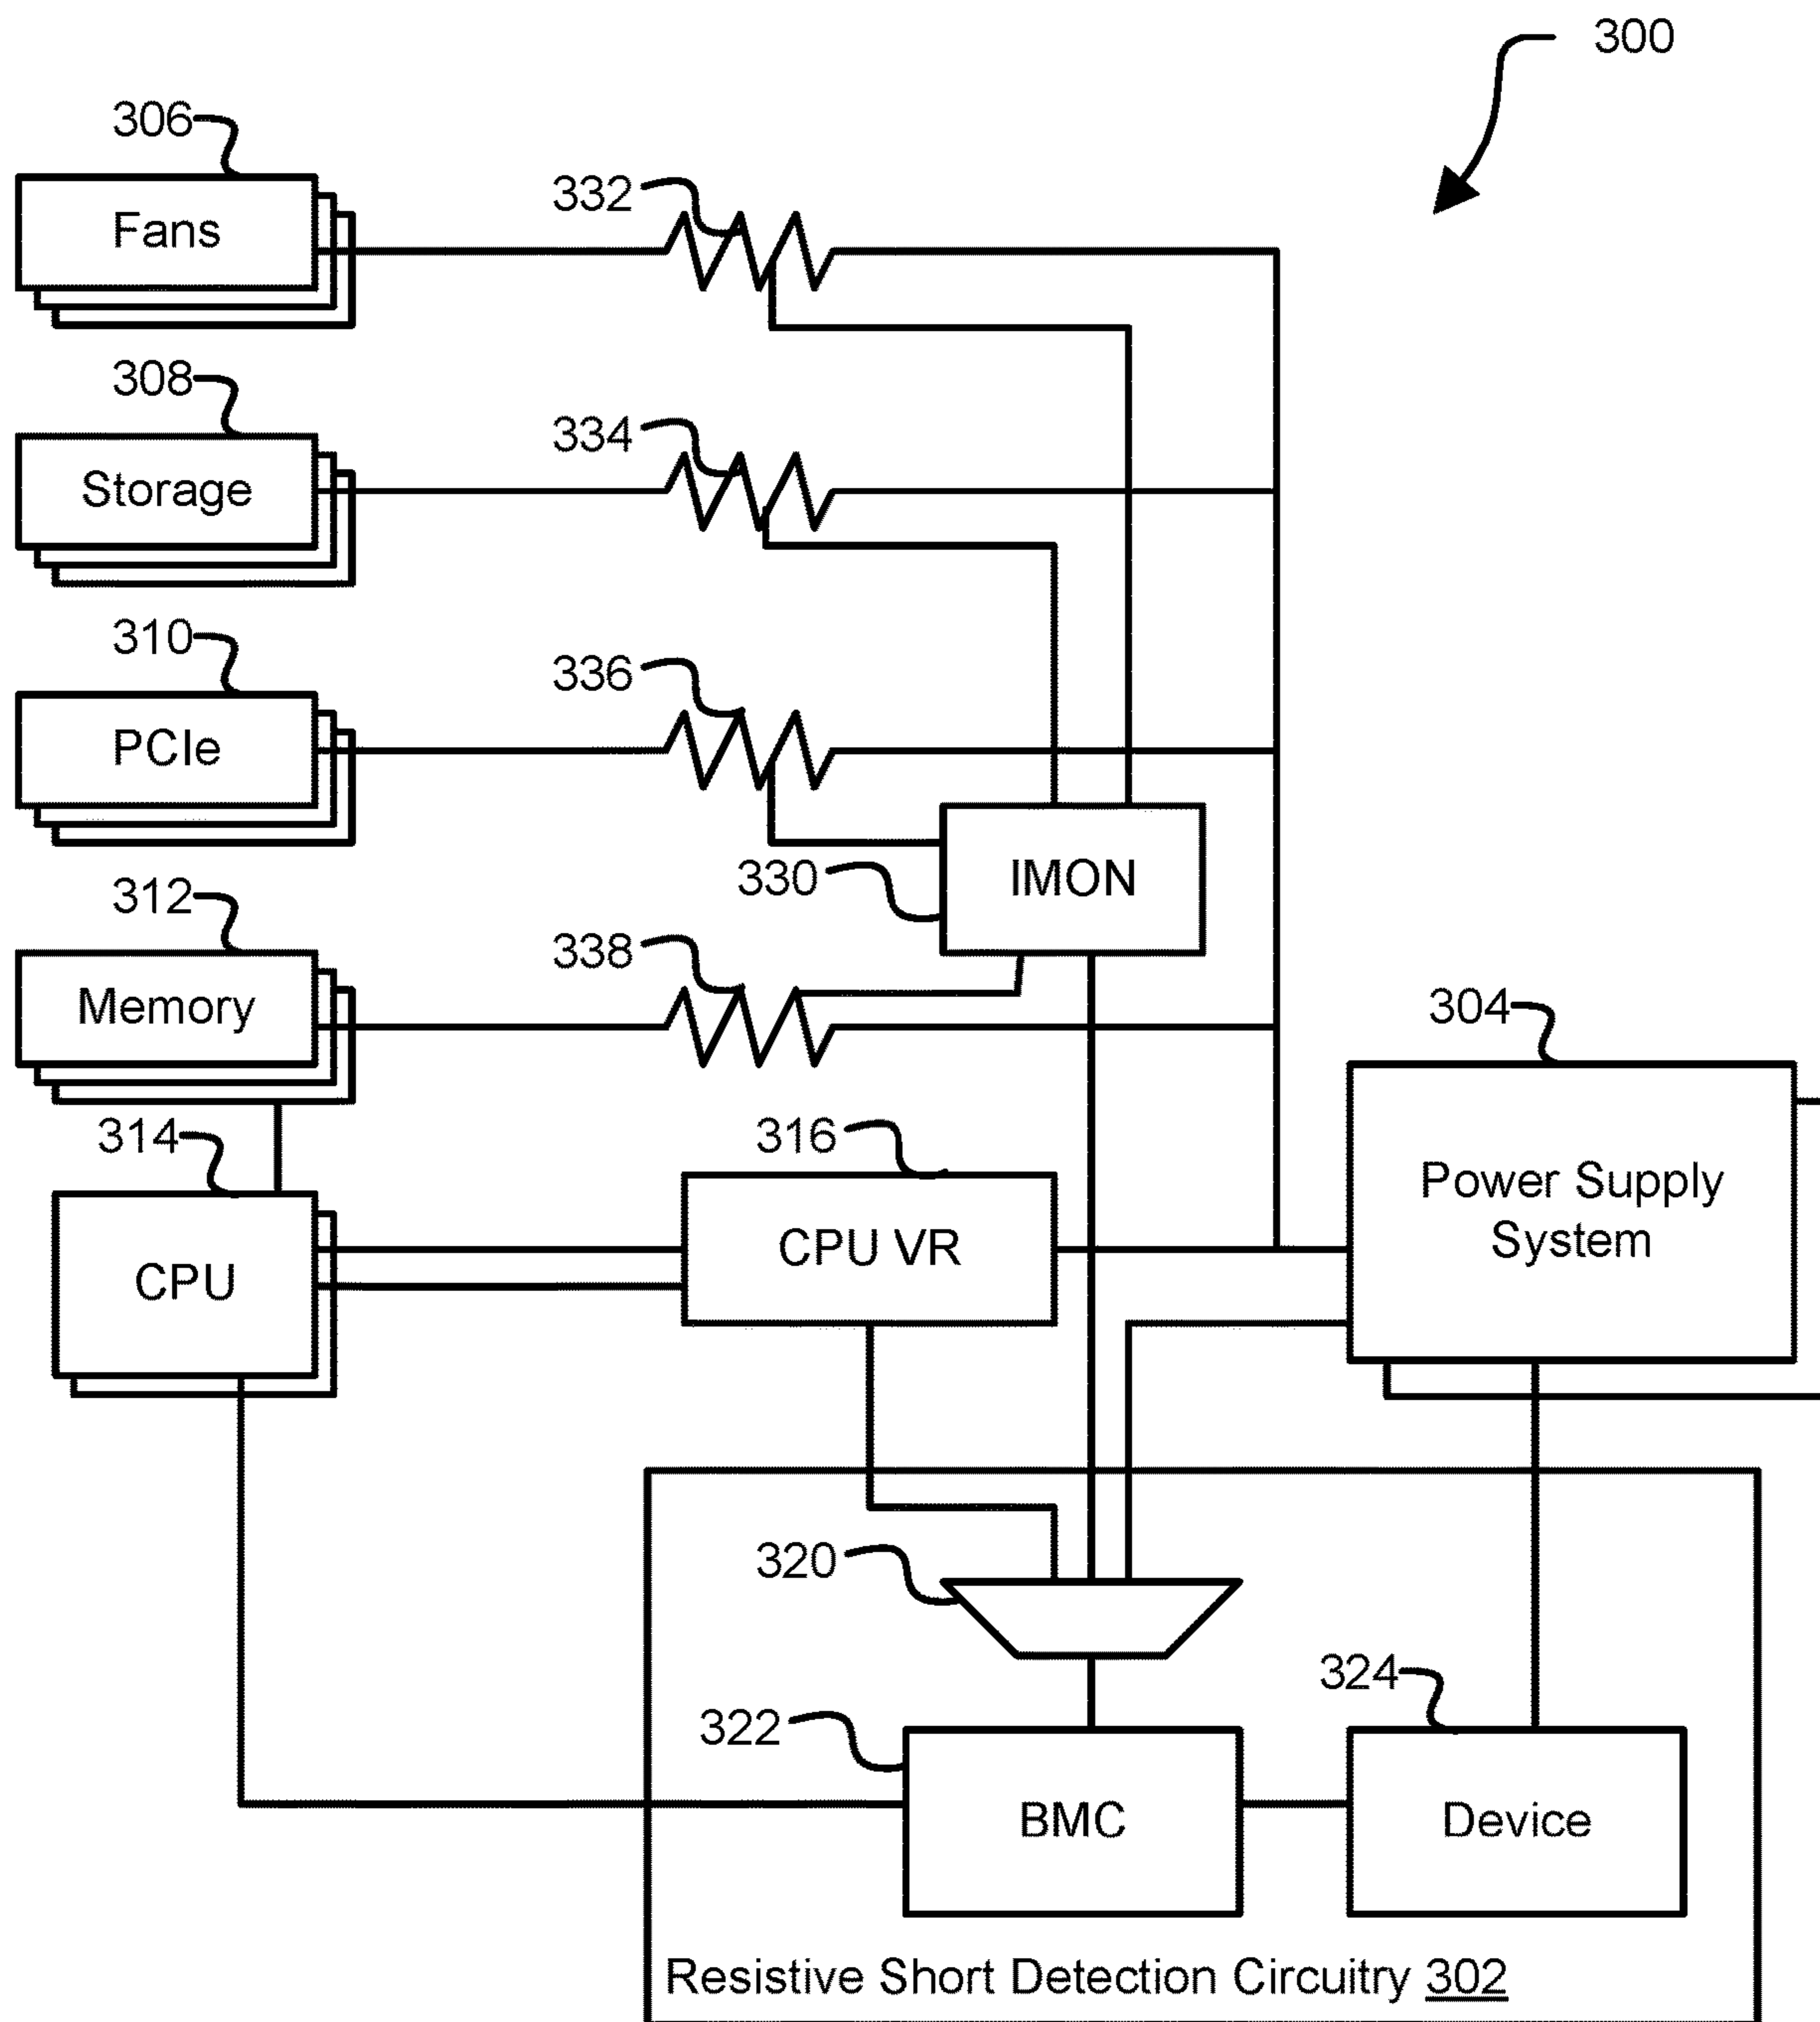 300
306
Fans
332
308
Storage
334
310
PCIe
336
330
IMON
312
Memory
338
304
Power Supply
System
314
CPU
316
CPU VR
320
322
BMC
324
Device
Resistive Short Detection Circuitry 302